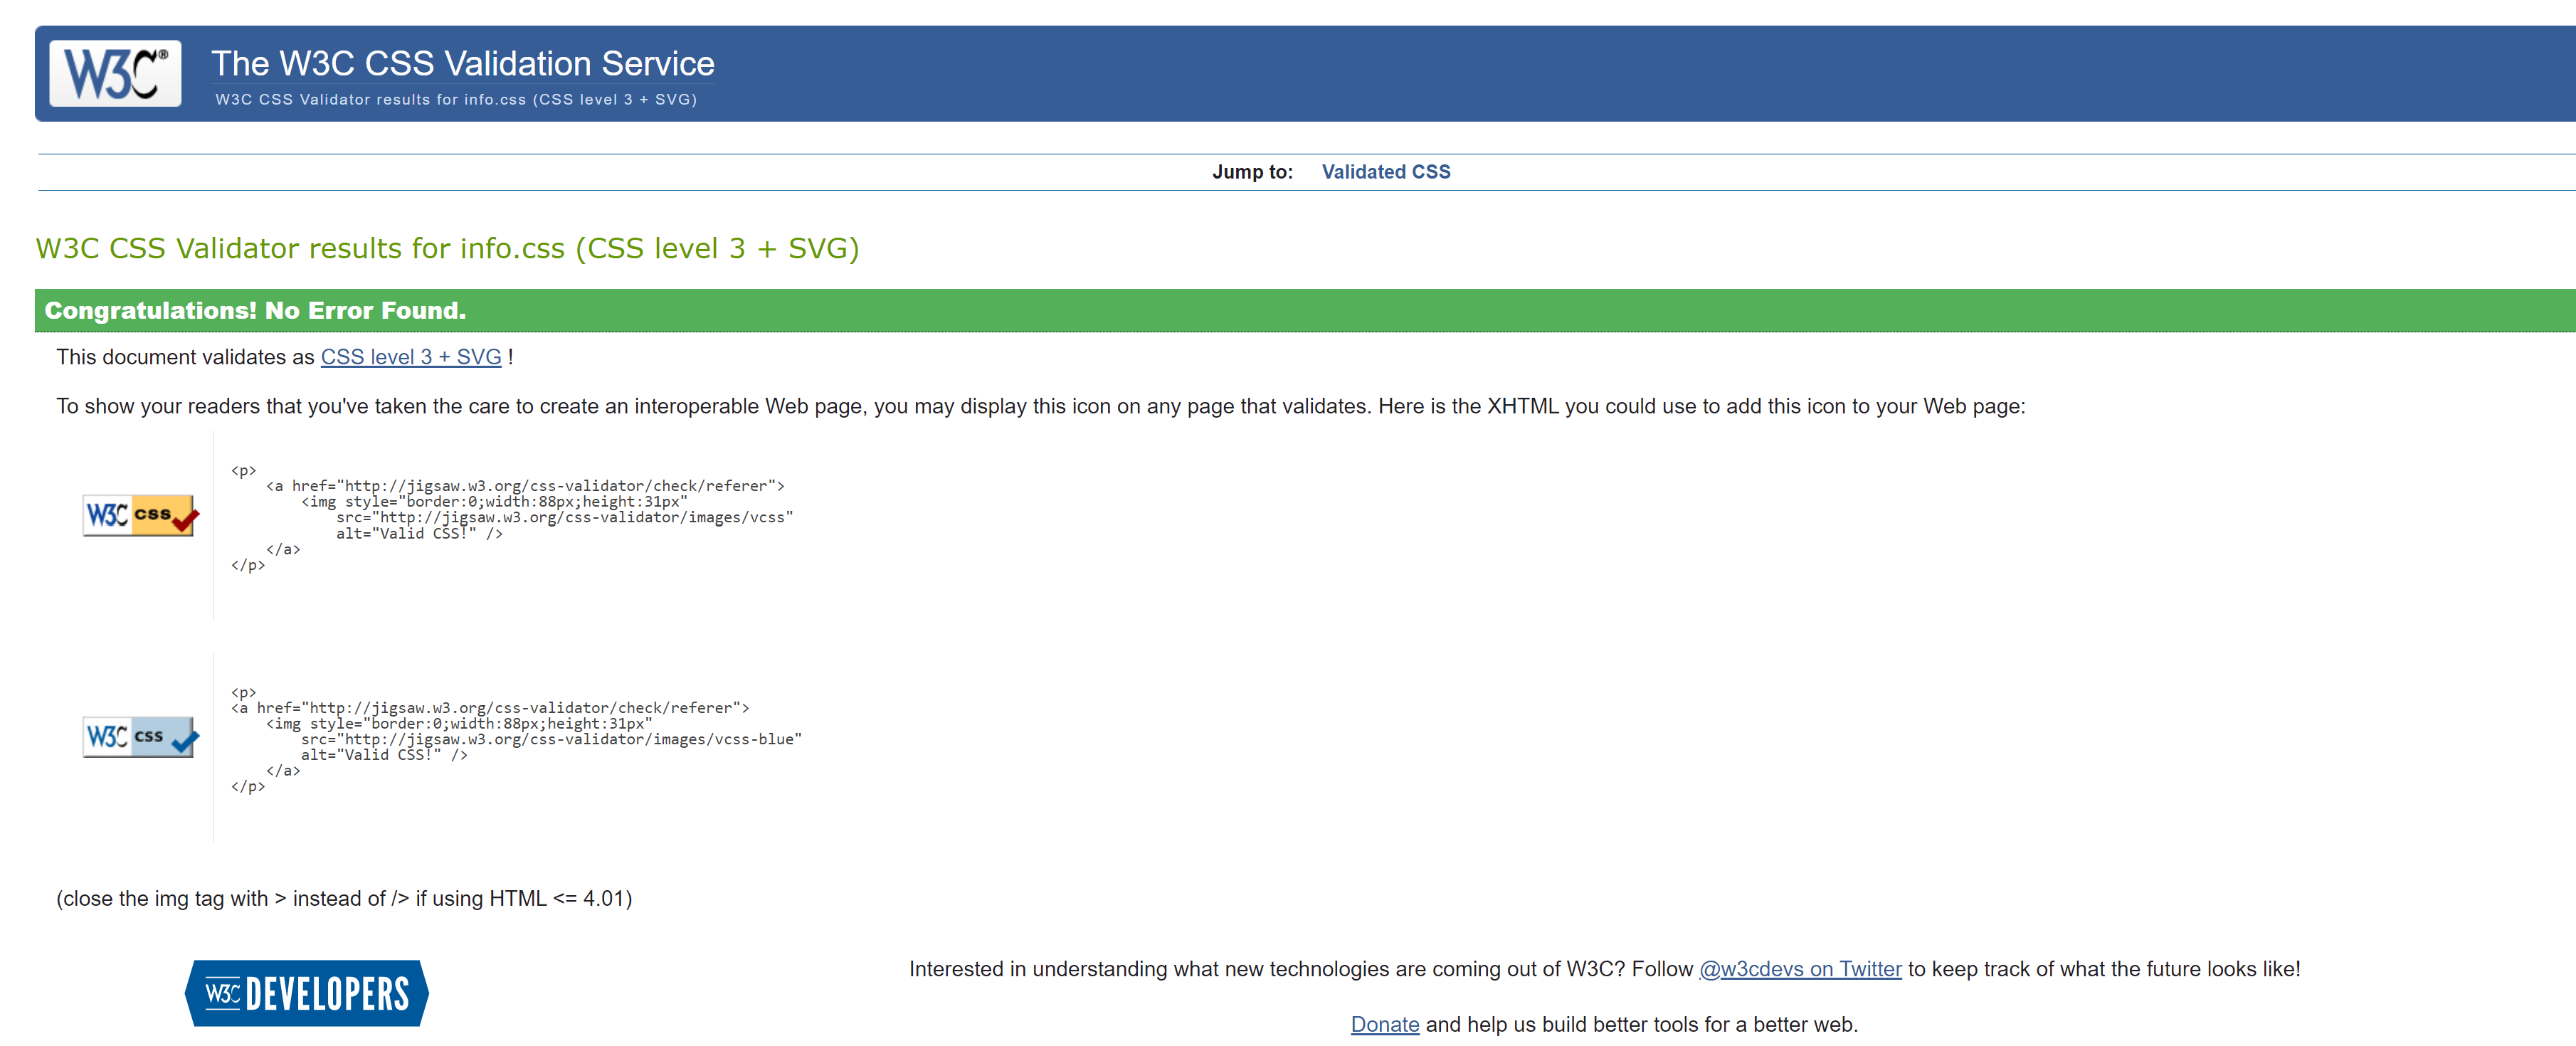 W3C®
The W3C CSS Validation Service
W3C CSS Validator results for info.css (CSS level 3 + SVG)
Jump to: Validated CSS
W3C CSS Validator results for info.css (CSS level 3 + SVG)
Congratulations! No Error Found.
This document validates as CSS level 3 + SVG !
To show your readers that you've taken the care to create an interoperable Web page, you may display this icon on any page that validates. Here is the XHTML you could use to add this icon to your Web page:
W3C css
<p>
    <a href="http://jigsaw.w3.org/css-validator/check/referer">
        <img style="border:0;width:88px;height:31px"
            src="http://jigsaw.w3.org/css-validator/images/vcss"
            alt="Valid CSS!" />
    </a>
</p>
W3C css
<p>
<a href="http://jigsaw.w3.org/css-validator/check/referer">
    <img style="border:0;width:88px;height:31px"
        src="http://jigsaw.w3.org/css-validator/images/vcss-blue"
        alt="Valid CSS!" />
    </a>
</p>
(close the img tag with > instead of /> if using HTML <= 4.01)
W3C DEVELOPERS
Interested in understanding what new technologies are coming out of W3C? Follow @w3cdevs on Twitter to keep track of what the future looks like!
Donate and help us build better tools for a better web.